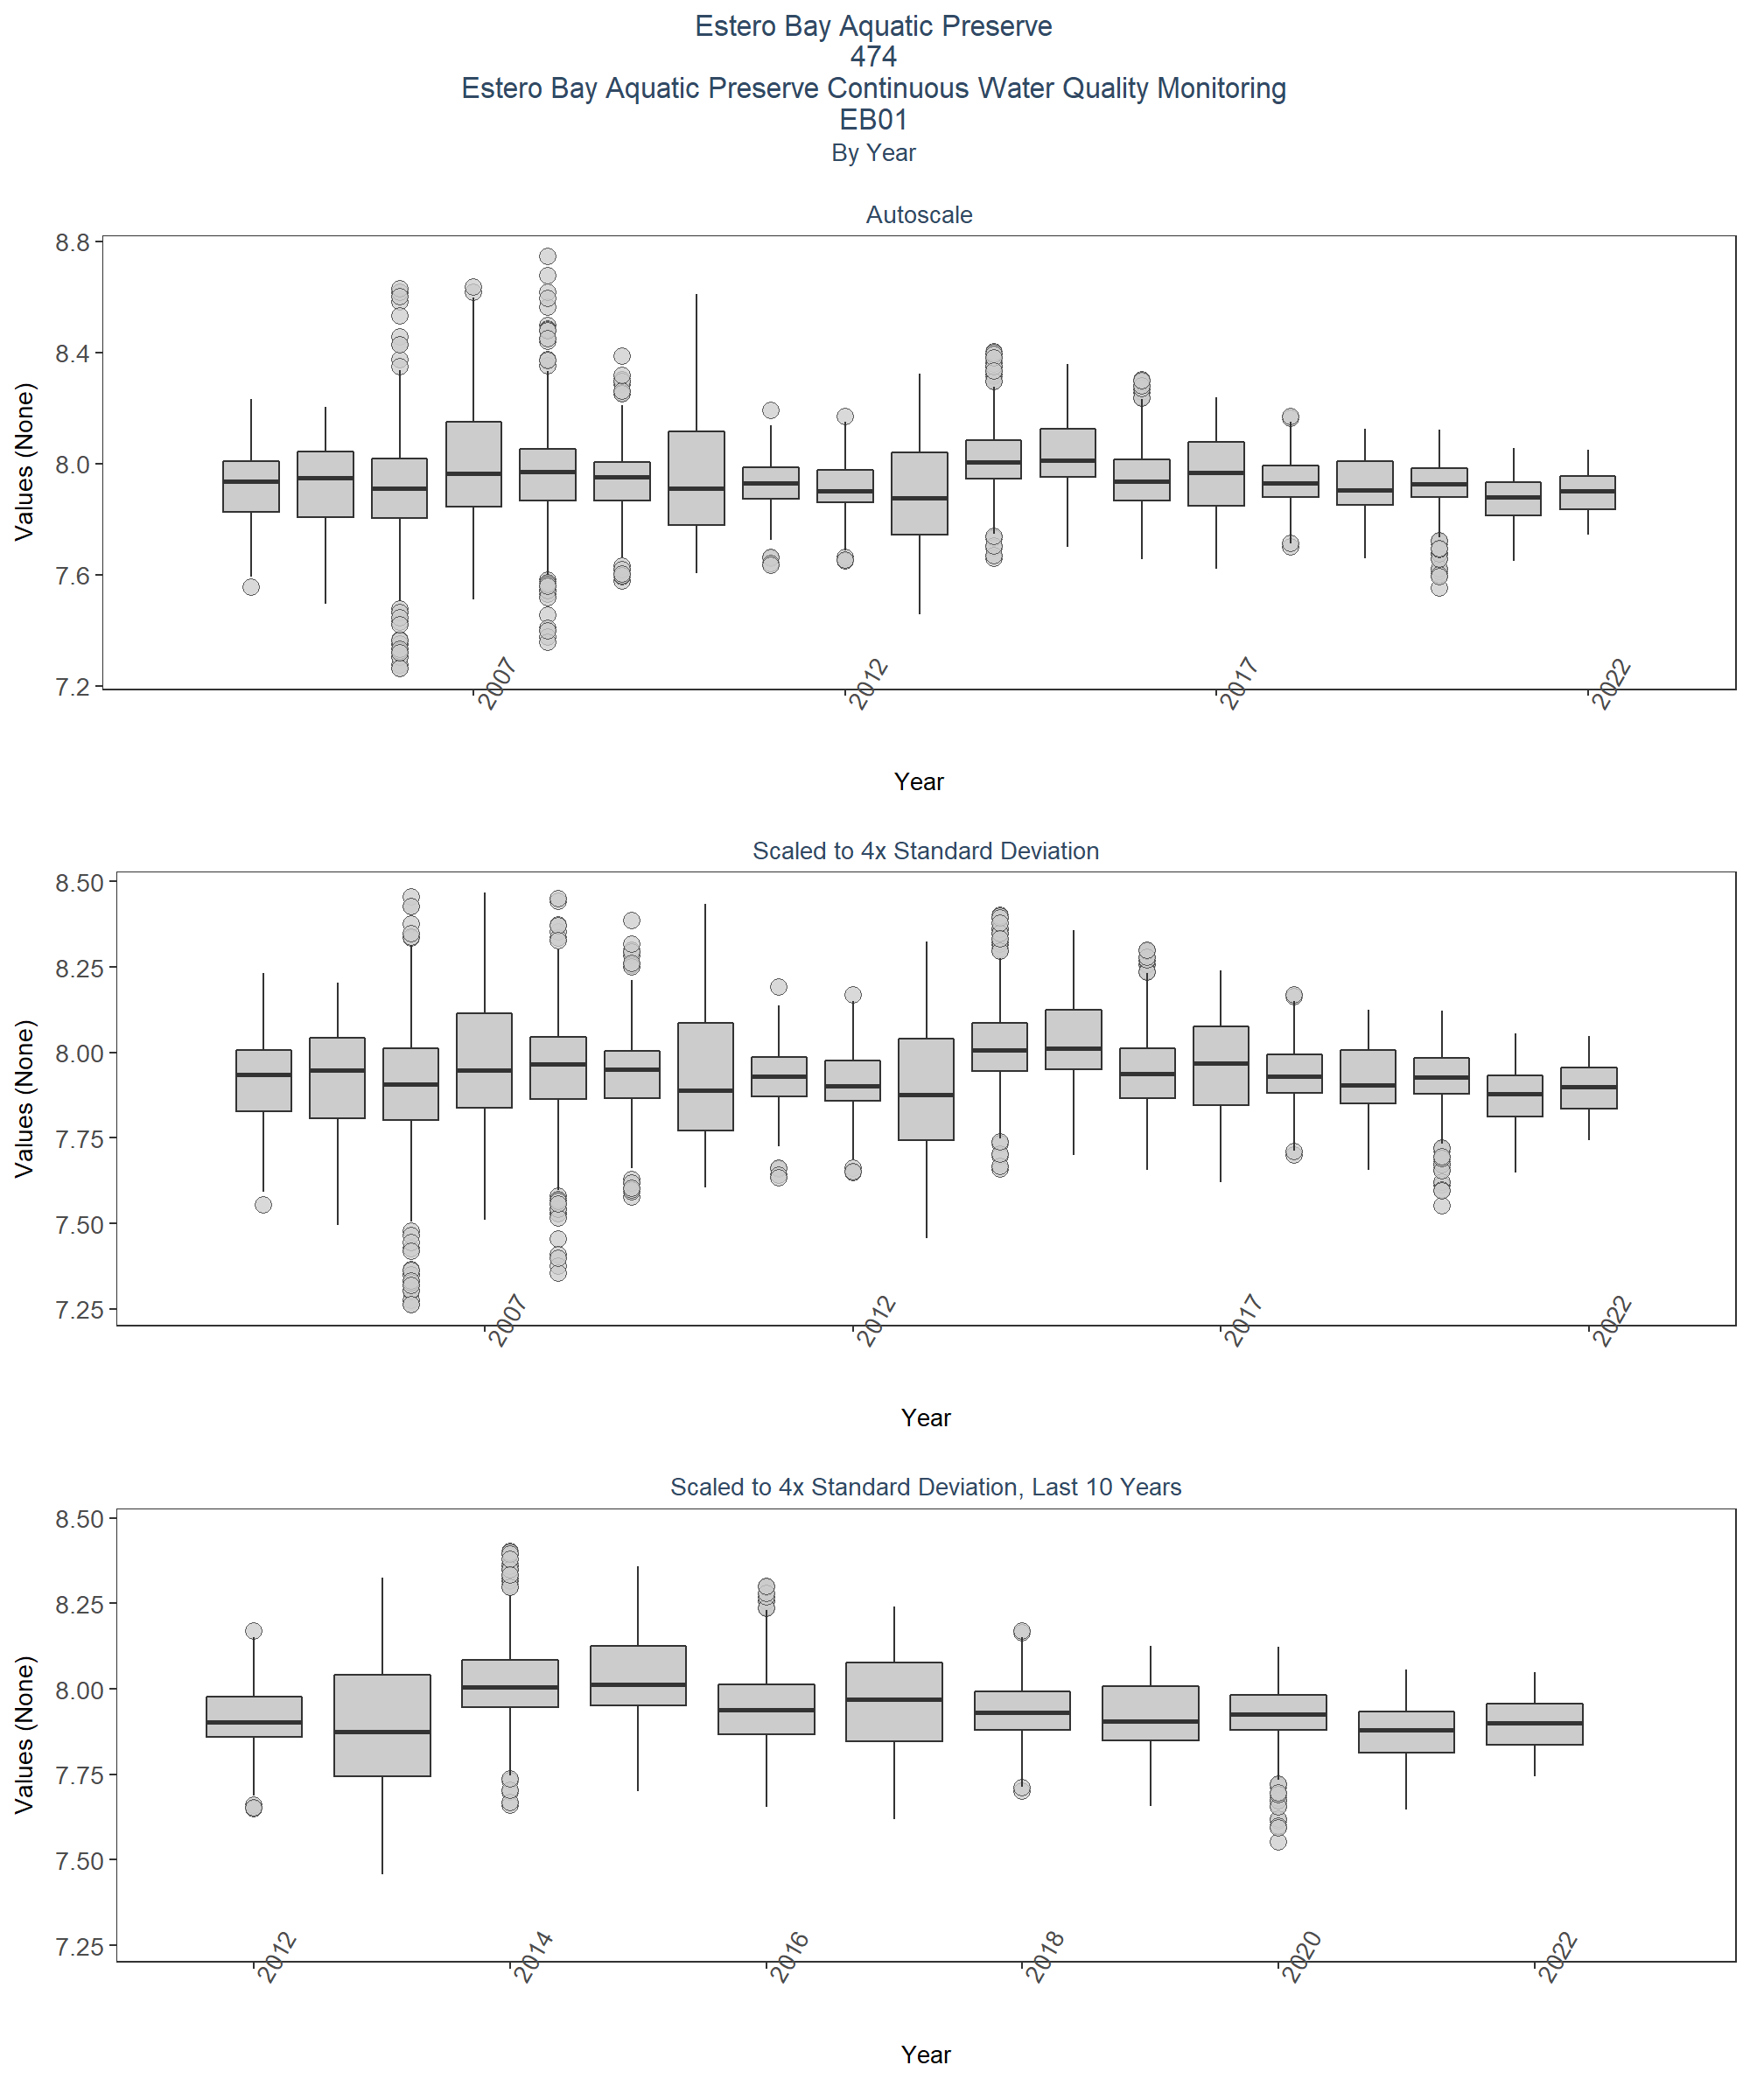 Estero Bay Aquatic Preserve
474
Estero Bay Aquatic Preserve Continuous Water Quality Monitoring
EB01
By Year
Autoscale
Values (None)
8.8
8.4
8.0
7.6
7.2
2007
2012
2017
2022
Year
Scaled to 4x Standard Deviation
Values (None)
8.50
8.25
8.00
7.75
7.50
7.25
2007
2012
2017
2022
Year
Scaled to 4x Standard Deviation, Last 10 Years
Values (None)
8.50
8.25
8.00
7.75
7.50
7.25
2012
2014
2016
2018
2020
2022
Year